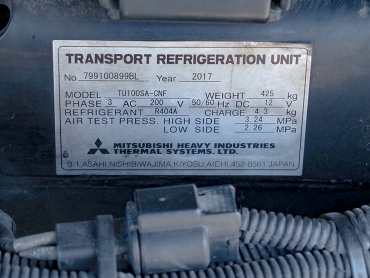 TRANSPORT REFRIGERATION UNIT
No 799100899BL Year 2017
MODEL TU100SA-CNF WEIGHT 425 kg
PHASE 3 AC 200 V 50/60 Hz DC 12 V
REFRIGERANT R404A CHARGE 4.3 kg
AIR TEST PRESS. HIGH SIDE 3.24 MPa
LOW SIDE 2.26 MPa
MITSUBISHI HEAVY INDUSTRIES
THERMAL SYSTEMS, LTD.
3-1, ASAHI, NISHIBIWAJIMA, KIYOSU, AICHI, 452-8561 JAPAN